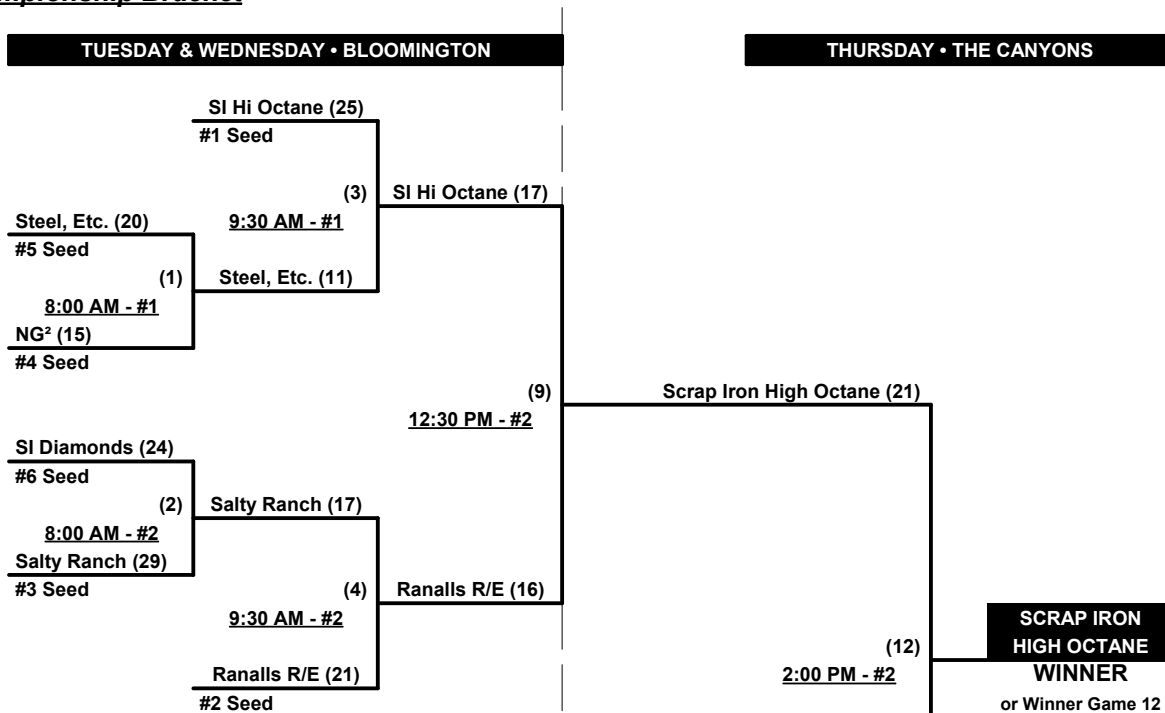 TUESDAY & WEDNESDAY • BLOOMINGTON
THURSDAY • THE CANYONS
SI Hi Octane (25)
#1 Seed
(3)
9:30 AM - #1
SI Hi Octane (17)
Steel, Etc. (20)
#5 Seed
(1)
8:00 AM - #1
Steel, Etc. (11)
NG² (15)
#4 Seed
(9)
12:30 PM - #2
Scrap Iron High Octane (21)
SI Diamonds (24)
#6 Seed
(2)
8:00 AM - #2
Salty Ranch (17)
Salty Ranch (29)
#3 Seed
(4)
9:30 AM - #2
Ranalls R/E (16)
Ranalls R/E (21)
#2 Seed
(12)
2:00 PM - #2
SCRAP IRON
HIGH OCTANE
WINNER
or Winner Game 12